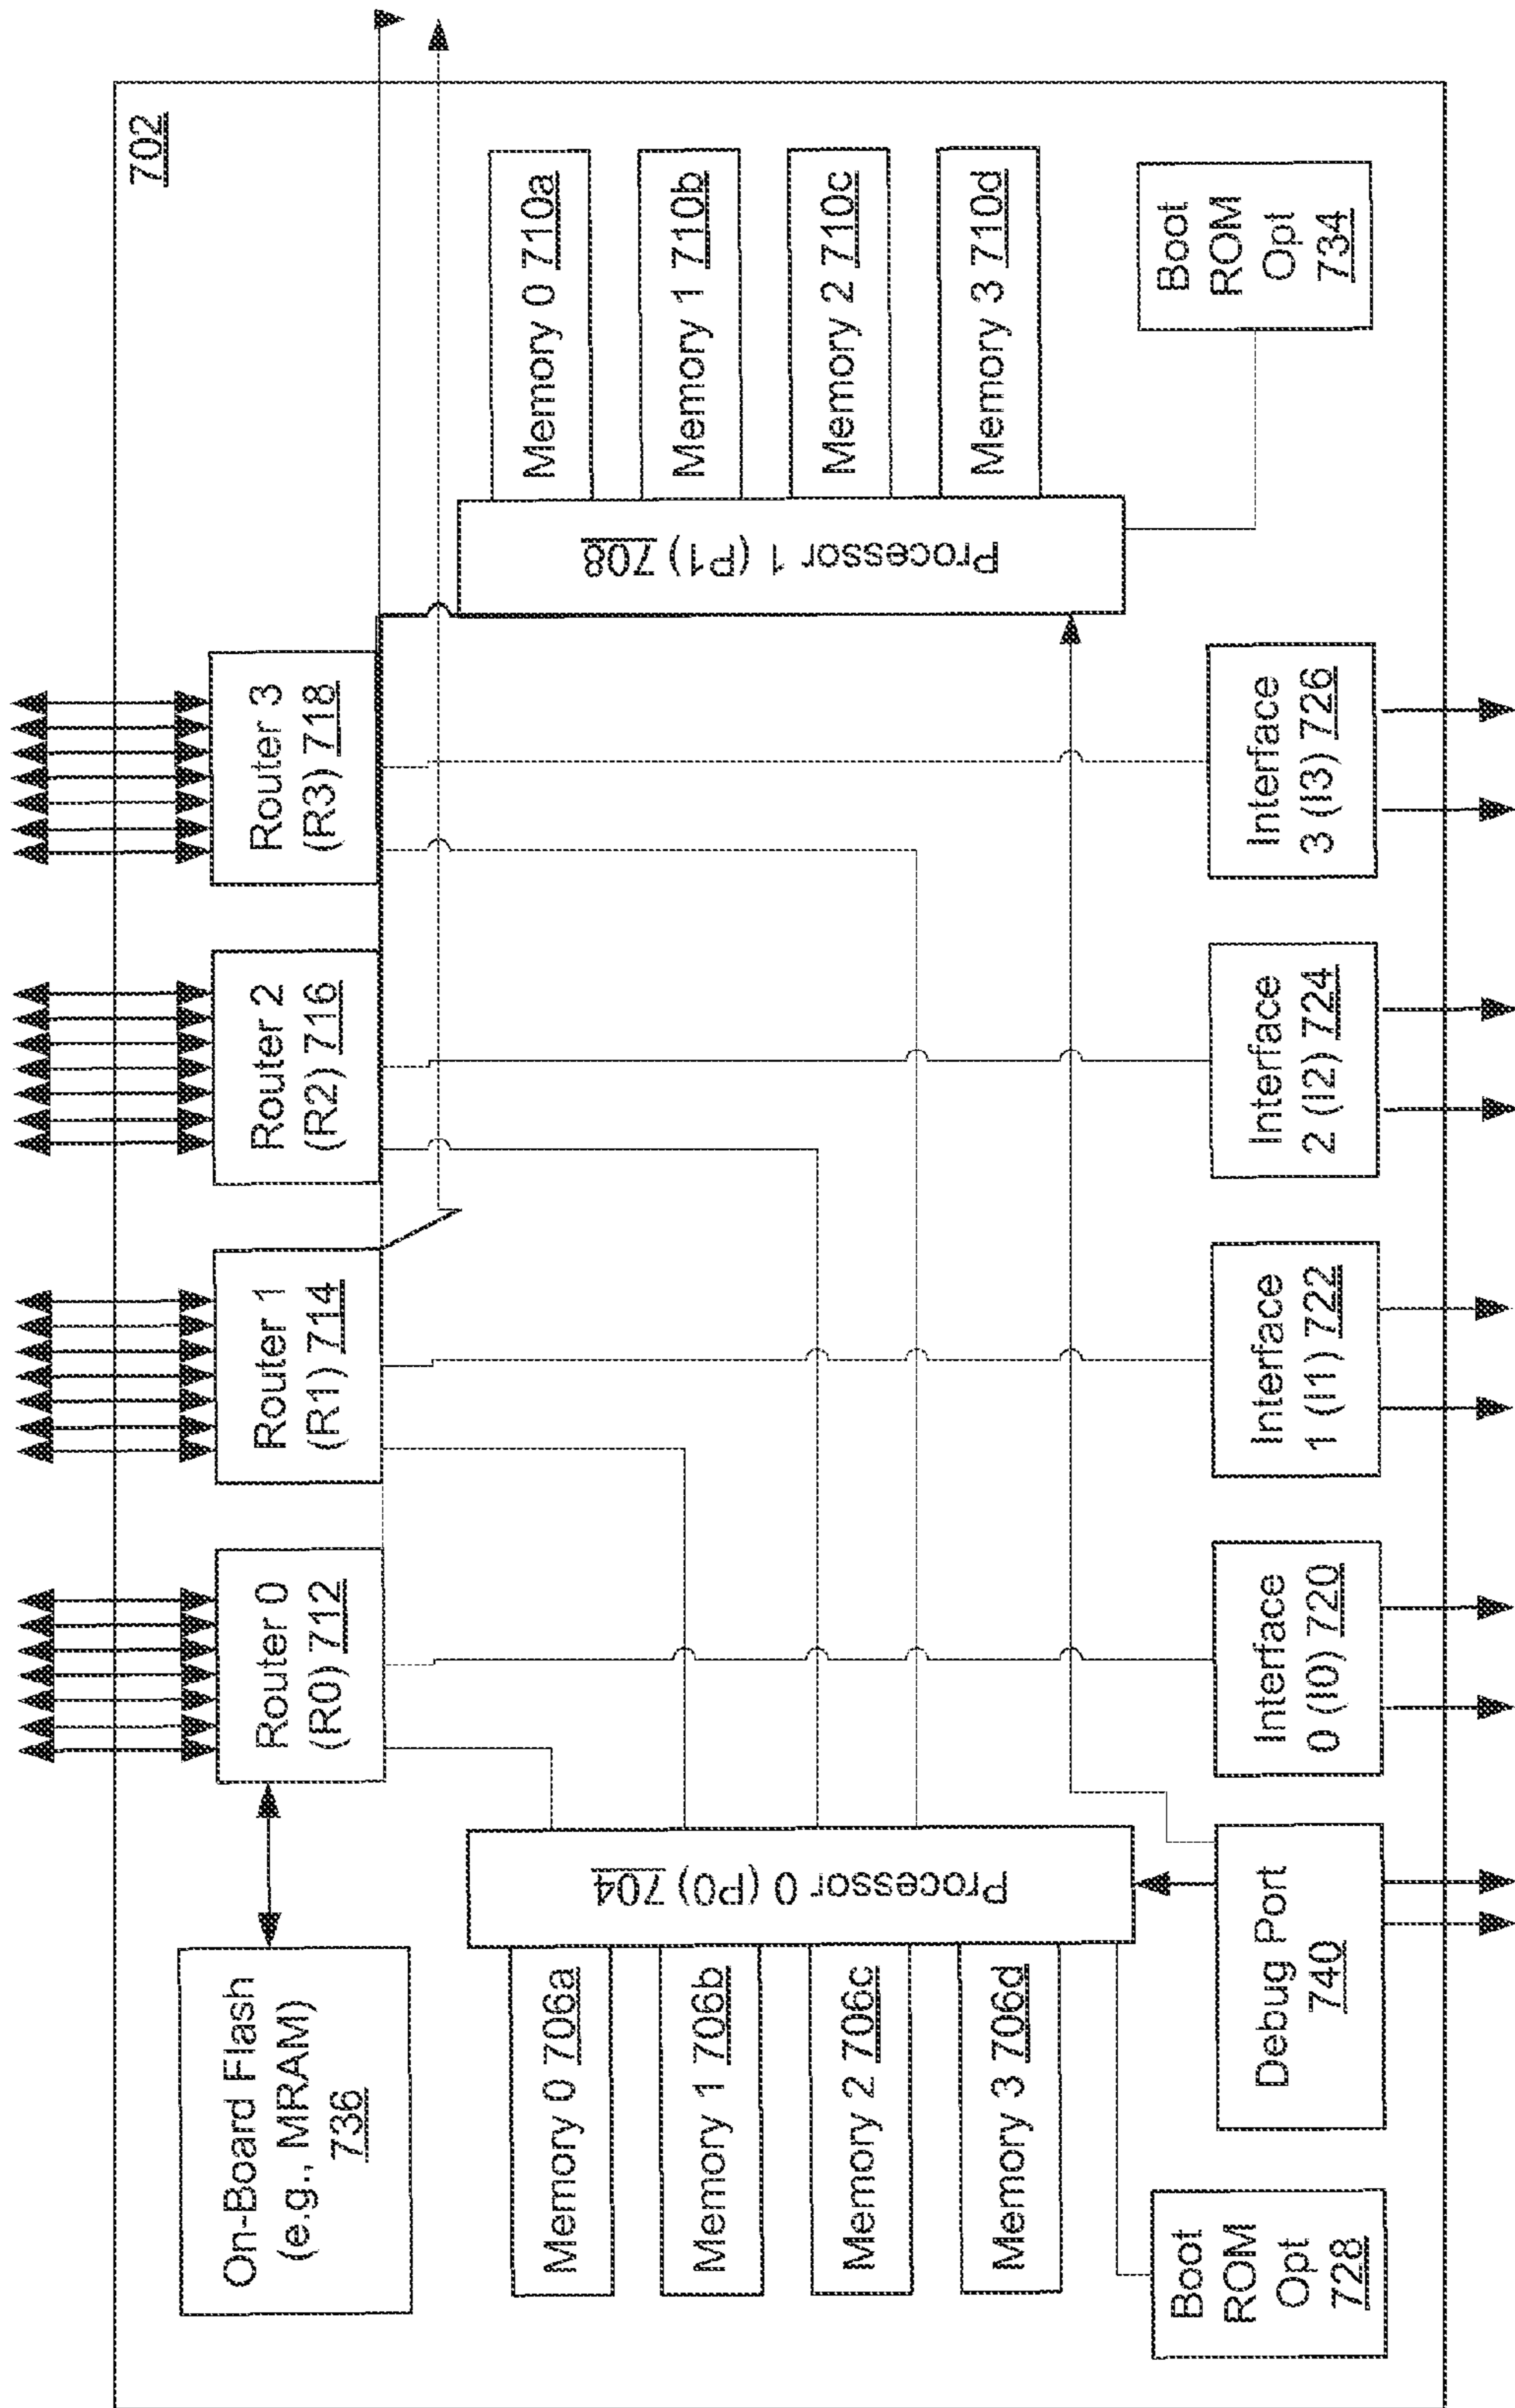 702
On-Board Flash
(e.g., MRAM)
736
Router 0
(R0) 712
Router 1
(R1) 714
Router 2
(R2) 716
Router 3
(R3) 718
Memory 0 706a
Memory 1 706b
Memory 2 706c
Memory 3 706d
Processor 0 (P0) 704
Processor 1 (P1) 708
Memory 0 710a
Memory 1 710b
Memory 2 710c
Memory 3 710d
Boot
ROM
Opt
728
Debug Port
740
Interface
0 (I0) 720
Interface
1 (I1) 722
Interface
2 (I2) 724
Interface
3 (I3) 726
Boot
ROM
Opt
734